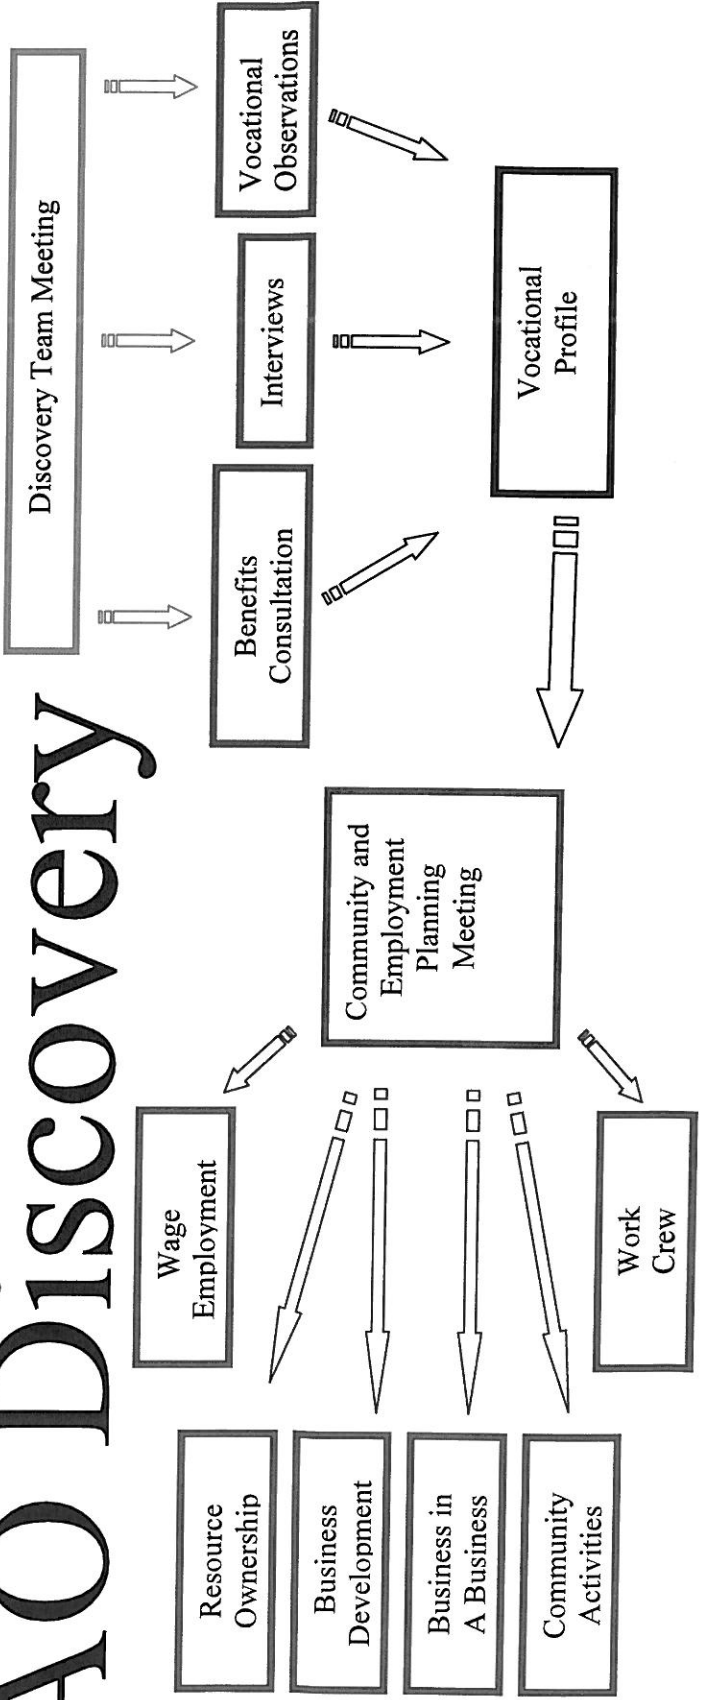 AO Discovery
Discovery Team Meeting
Benefits
Consultation
Interviews
Vocational
Observations
Vocational
Profile
Community and
Employment
Planning
Meeting
Wage
Employment
Resource
Ownership
Business
Development
Business in
A Business
Community
Activities
Work
Crew